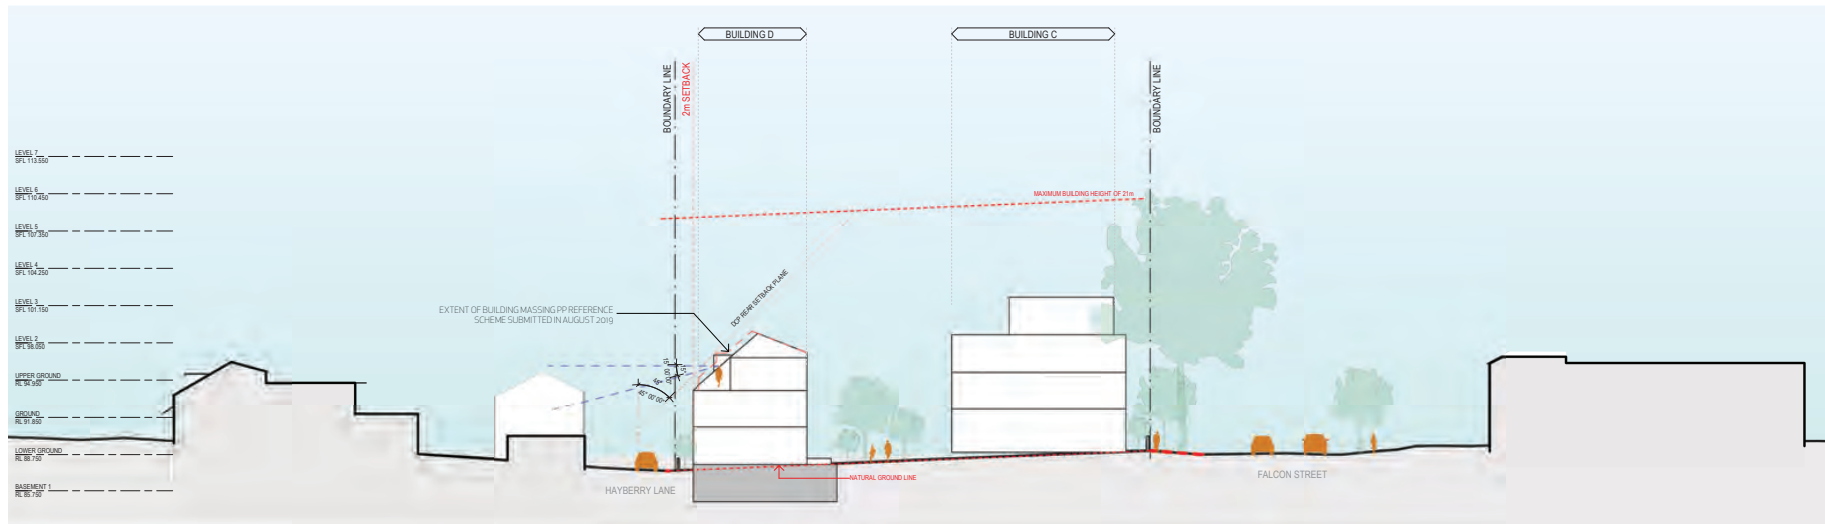 BUILDING D
BUILDING C
BOUNDARY LINE
2m SETBACK
BOUNDARY LINE
LEVEL 7
SFL 113.550
LEVEL 6
SFL 110.450
MAXIMUM BUILDING HEIGHT OF 21m
LEVEL 5
SFL 107.350
LEVEL 4
SFL 104.250
LEVEL 3
SFL 101.150
DCP REAR SETBACK PLANE
EXTENT OF BUILDING MASSING PP REFERENCE
SCHEME SUBMITTED IN AUGUST 2019
LEVEL 2
SFL 98.050
UPPER GROUND
RL 94.950
45° 00' 00"
GROUND
RL 91.850
LOWER GROUND
RL 88.750
BASEMENT 1
RL 85.750
HAYBERRY LANE
NATURAL GROUND LINE
FALCON STREET